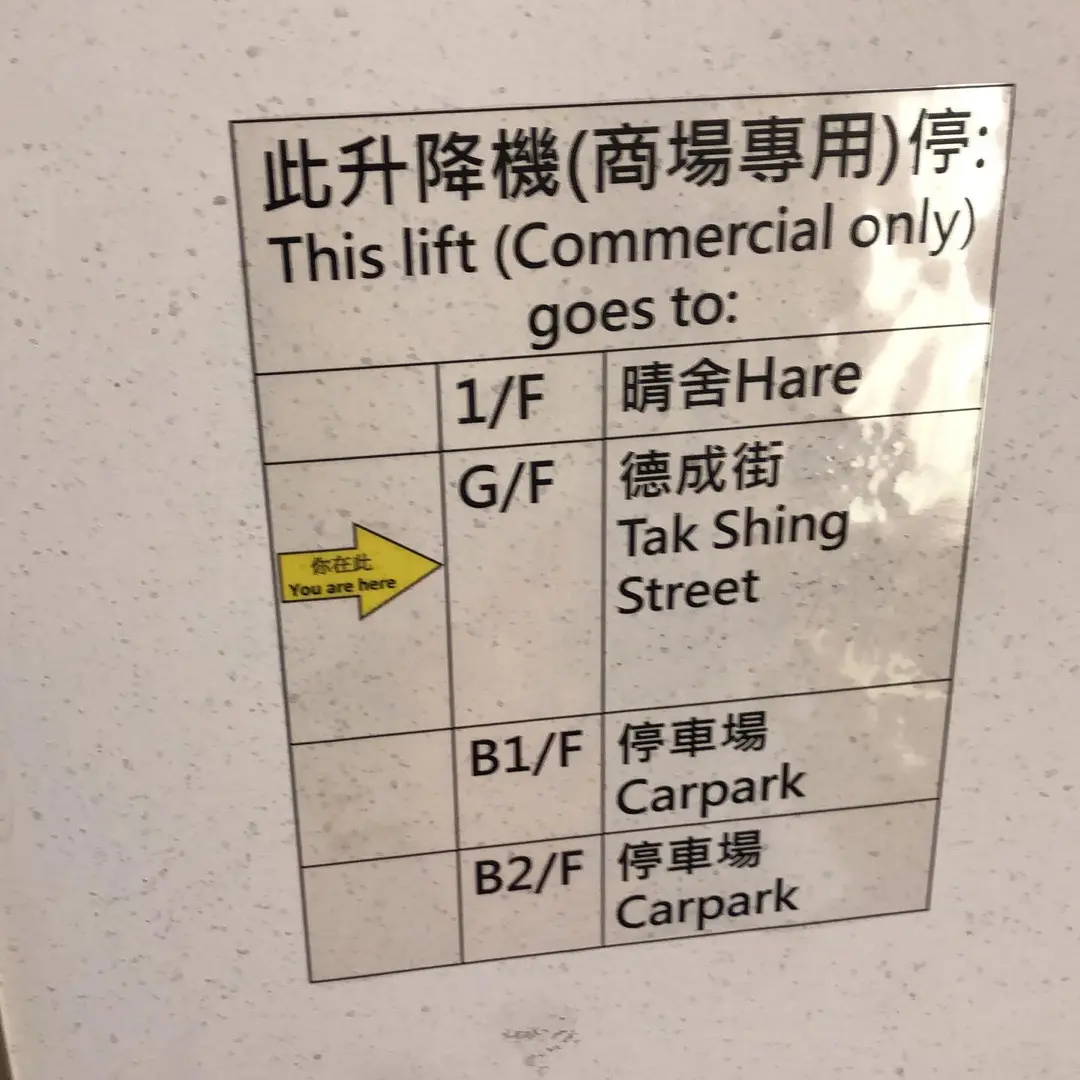 此升降機(商場專用)停:
This lift (Commercial only)
goes to:
1/F 晴舍Hare
G/F 德成街
Tak Shing
Street
你在此
You are here
B1/F 停車場
Carpark
B2/F 停車場
Carpark